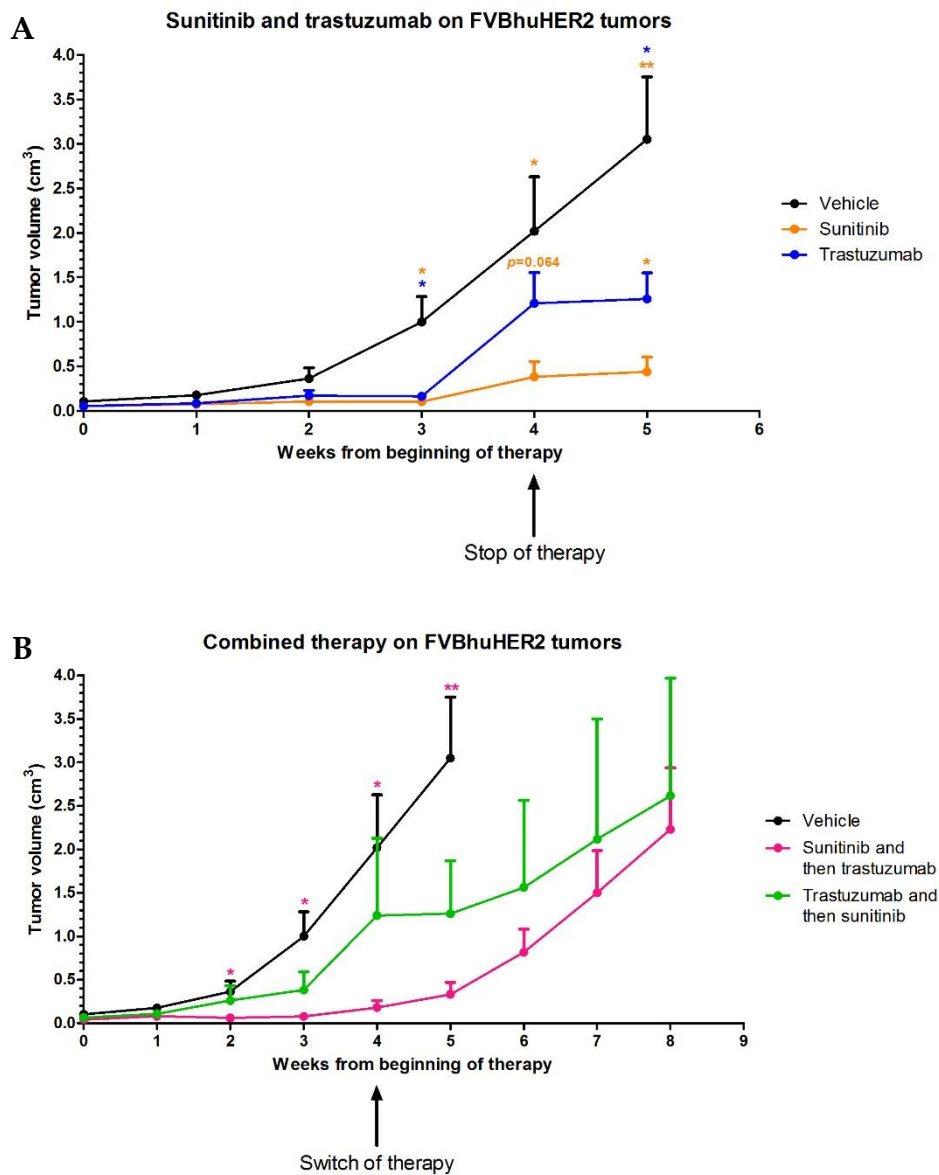 A
Sunitinib and trastuzumab on FVBhuHER2 tumors
Tumor volume (cm³)
4.0
3.5
3.0
2.5
2.0
1.5
1.0
0.5
0.0
* 
**
*
p=0.064
*
*
*
0 1 2 3 4 5 6
Weeks from beginning of therapy
Vehicle
Sunitinib
Trastuzumab
Stop of therapy
B
Combined therapy on FVBhuHER2 tumors
Tumor volume (cm³)
4.0
3.5
3.0
2.5
2.0
1.5
1.0
0.5
0.0
**
*
*
*
0 1 2 3 4 5 6 7 8 9
Weeks from beginning of therapy
Vehicle
Sunitinib and
then trastuzumab
Trastuzumab and
then sunitinib
Switch of therapy